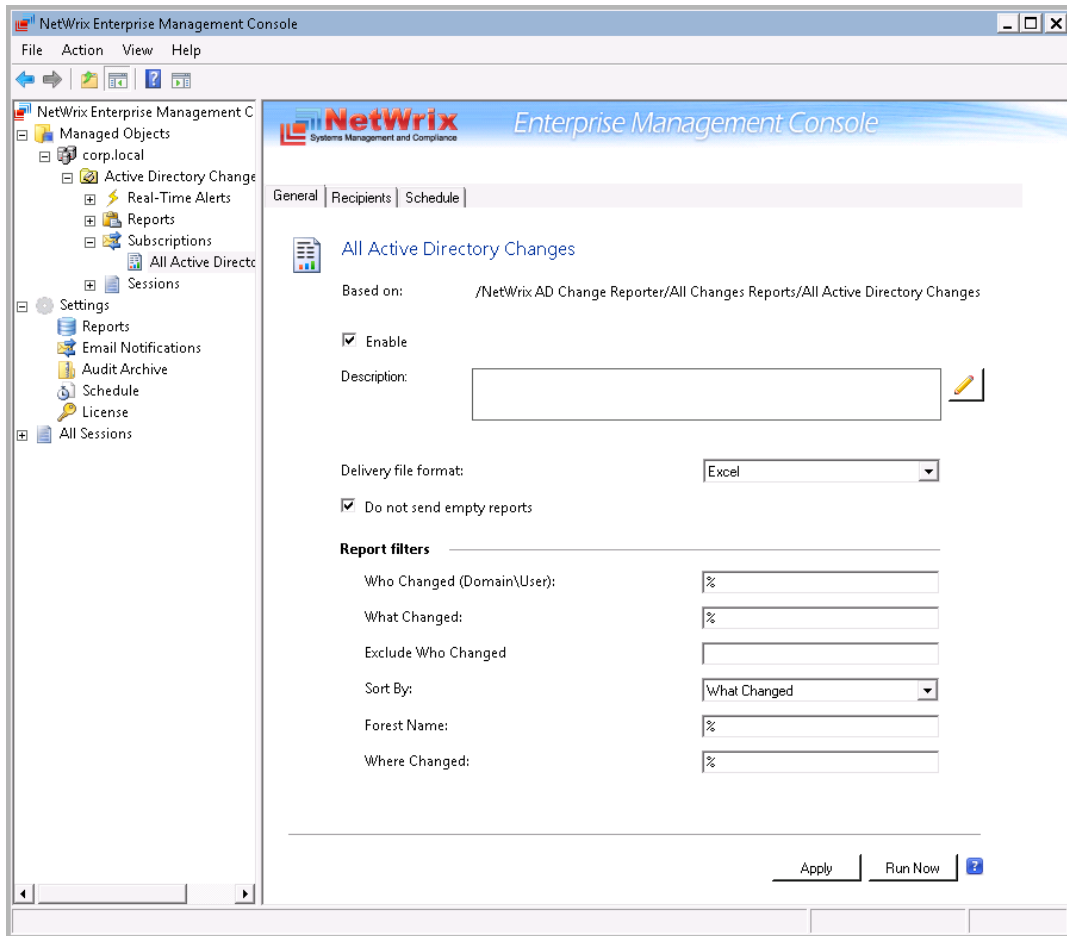 NetWrix Enterprise Management Console
File Action View Help
NetWrix Enterprise Management C
Managed Objects
corp.local
Active Directory Change
Real-Time Alerts
Reports
Subscriptions
All Active Directo
Sessions
Settings
Reports
Email Notifications
Audit Archive
Schedule
License
All Sessions
NetWrix
Systems Management and Compliance
Enterprise Management Console
General Recipients Schedule
All Active Directory Changes
Based on: /NetWrix AD Change Reporter/All Changes Reports/All Active Directory Changes
Enable
Description:
Delivery file format: Excel
Do not send empty reports
Report filters
Who Changed (Domain\User): %
What Changed: %
Exclude Who Changed
Sort By: What Changed
Forest Name: %
Where Changed: %
Apply Run Now ?